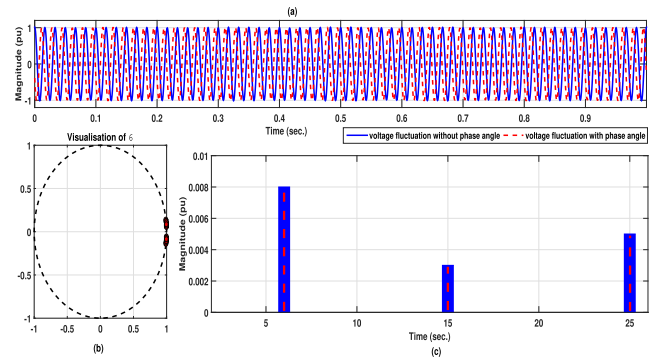 (a)
Magnitude (pu)
1
0
-1
0 0.1 0.2 0.3 0.4 0.5 0.6 0.7 0.8 0.9
Time (sec.)
voltage fluctuation without phase angle voltage fluctuation with phase angle
Visualisation of 6
1
0.5
0
-0.5
-1
-1 -0.5 0 0.5 1
(b)
Magnitude (pu)
0.01
0.008
0.006
0.004
0.002
0
5 10 15 20 25
Time (sec.)
(c)